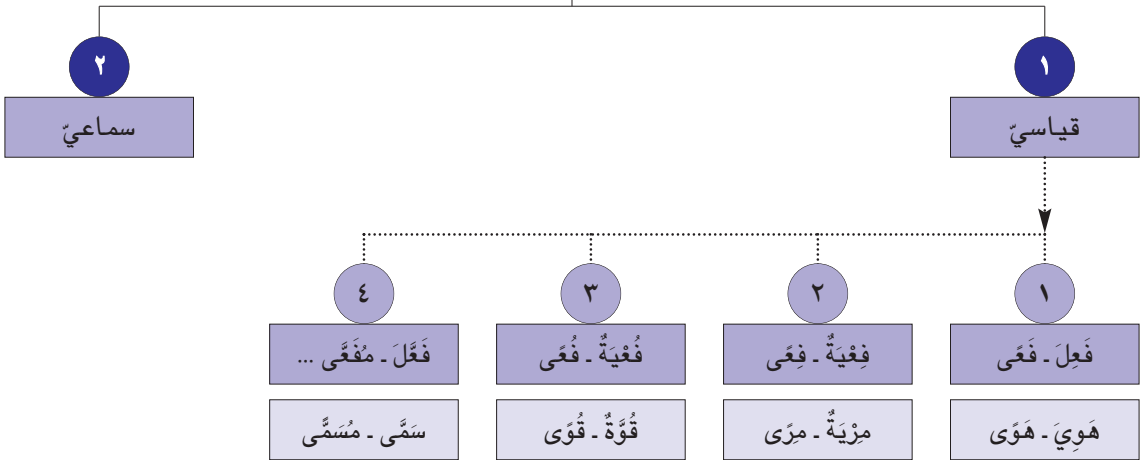 ١
٢
قياسيّ
سماعيّ
١
٢
٣
٤
فَعِلَ ـ فَعًى
فِعْيَةٌ ـ فِعًى
فُعْيَةٌ ـ فُعًى
فَعَّلَ ـ مُفَعَّى ...
هَوِيَ ـ هَوًى
مِرْيَةٌ ـ مِرًى
قُوَّةٌ ـ قُوًى
سَمَّى ـ مُسَمًّى